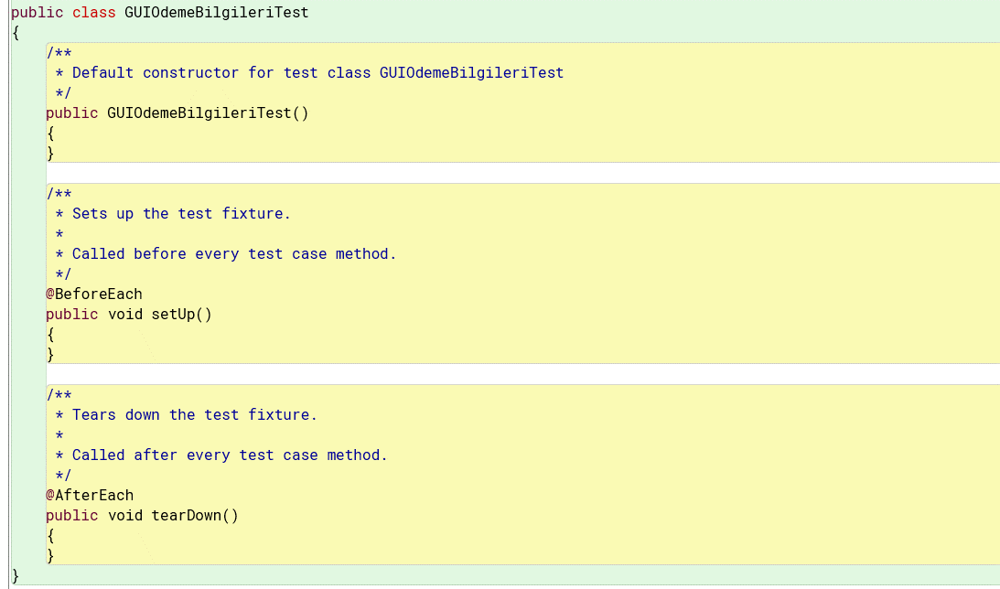 public class GUIOdemeBilgileriTest
{
/**
* Default constructor for test class GUIOdemeBilgileriTest
*/
public GUIOdemeBilgileriTest()
{
}
/**
* Sets up the test fixture.
*
* Called before every test case method.
*/
@BeforeEach
public void setUp()
{
}
/**
* Tears down the test fixture.
*
* Called after every test case method.
*/
@AfterEach
public void tearDown()
{
}
}